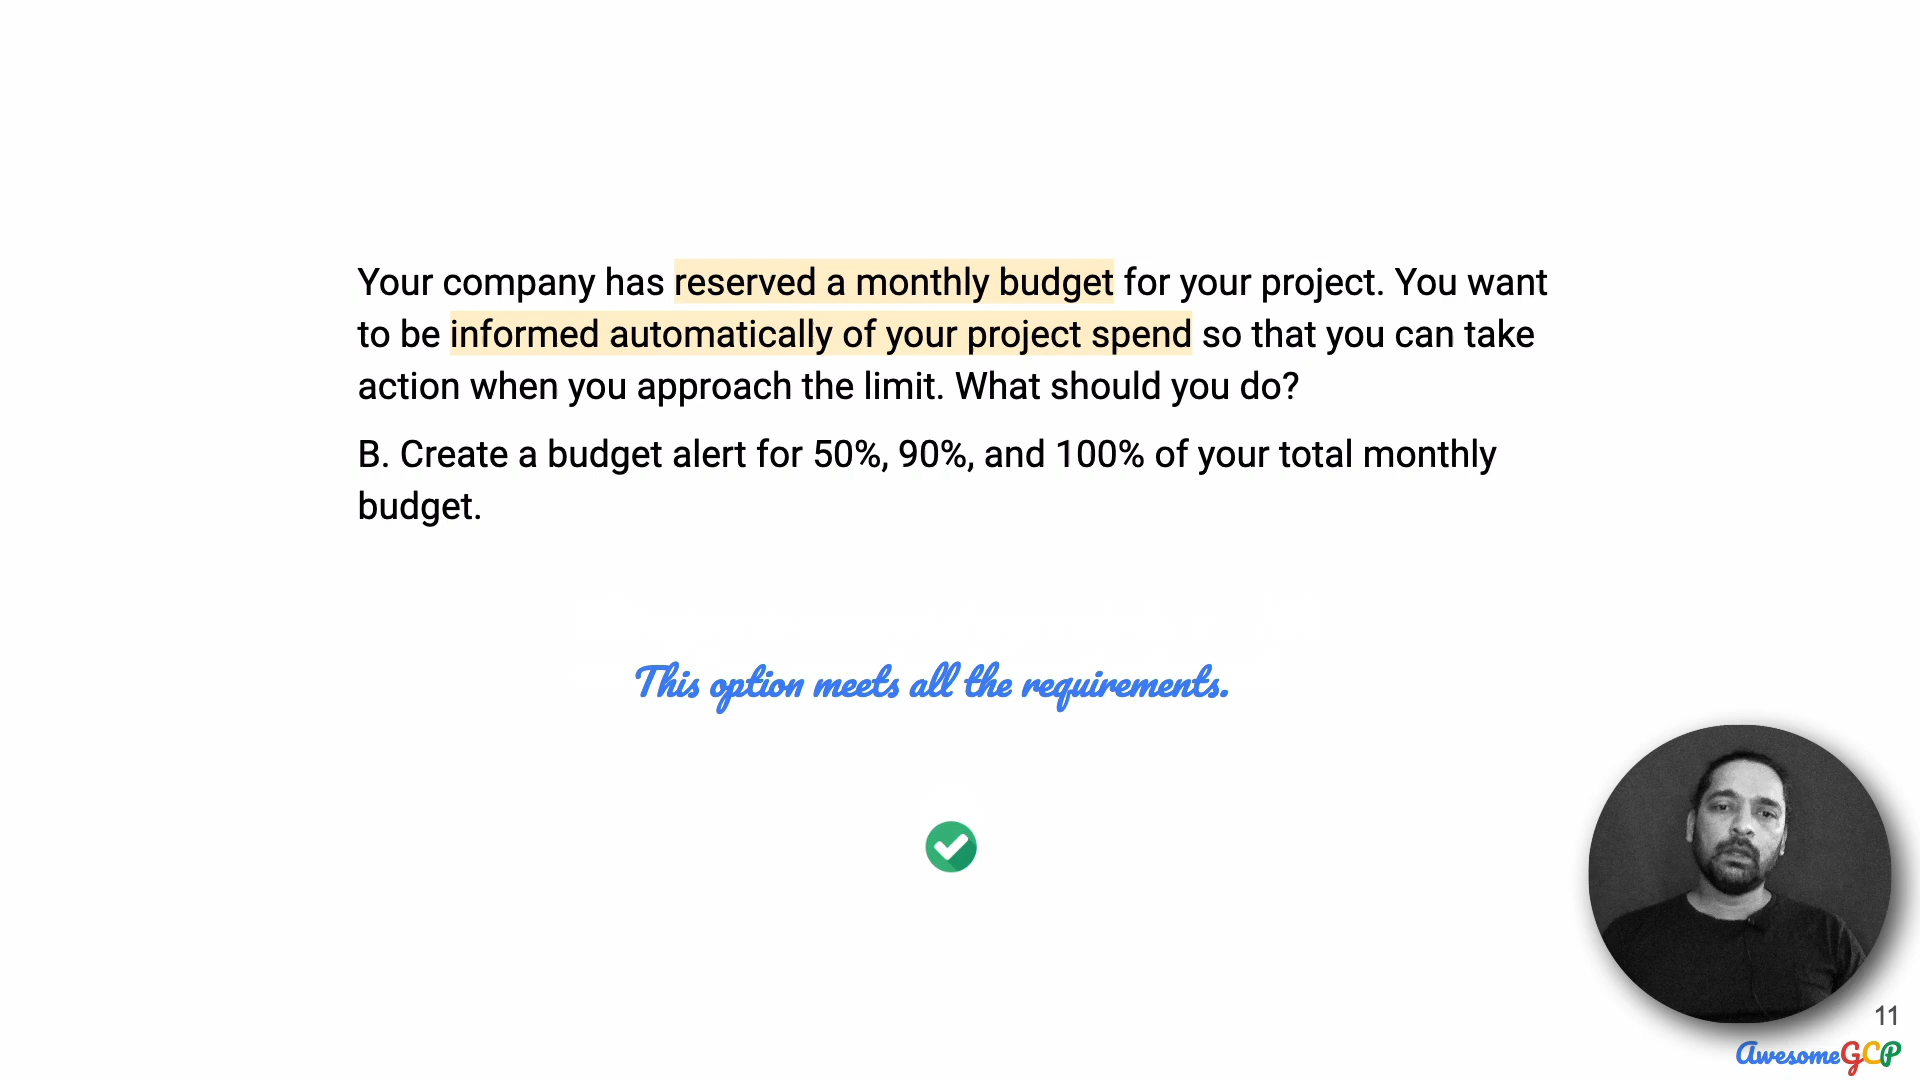 Your company has reserved a monthly budget for your project. You want
to be informed automatically of your project spend so that you can take
action when you approach the limit. What should you do?
B. Create a budget alert for 50%, 90%, and 100% of your total monthly
budget.
This option meets all the requirements.
11
AwesomeGCP